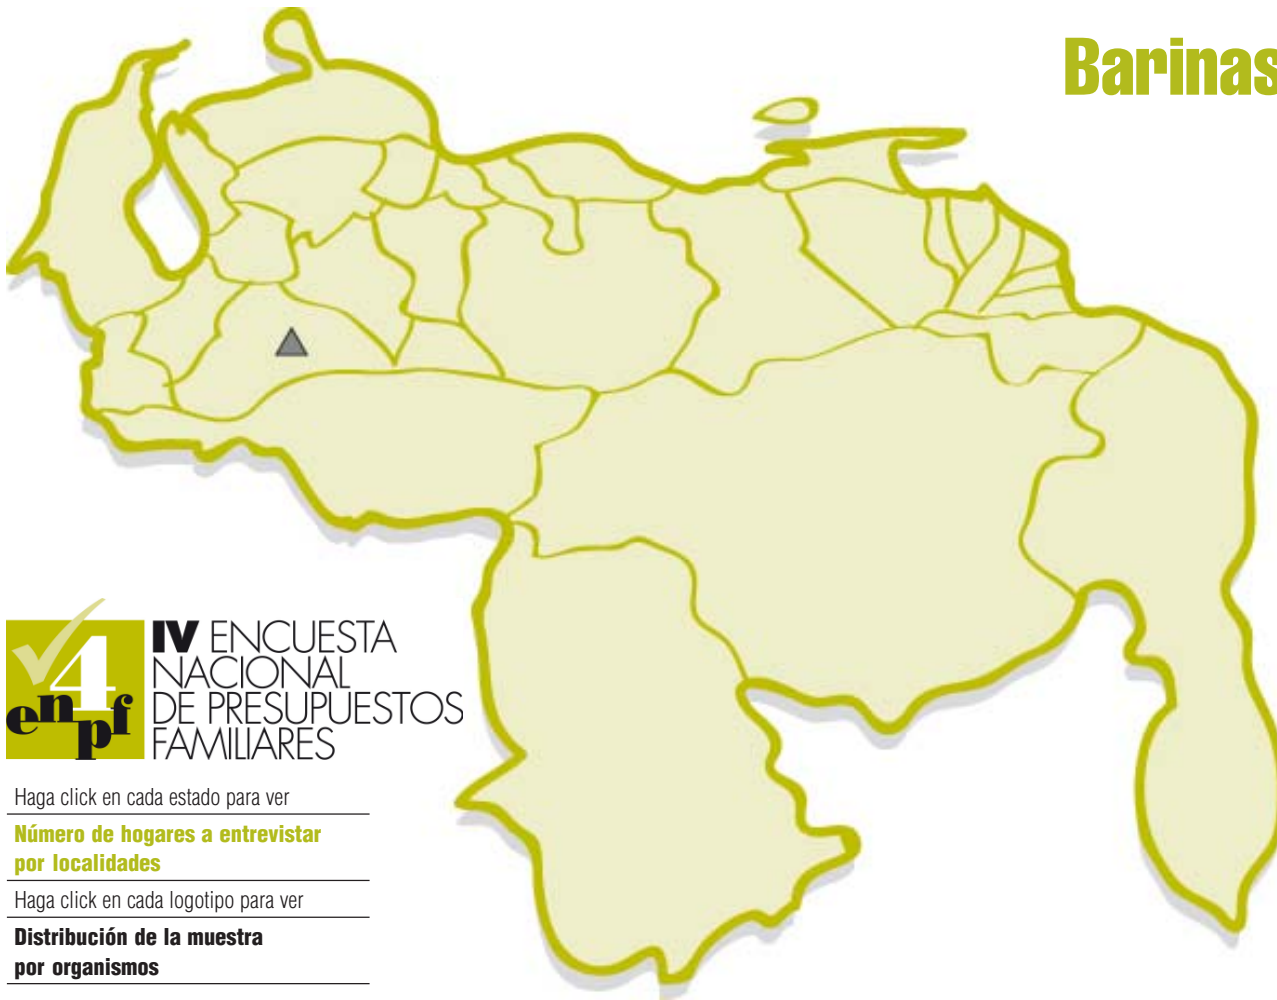 Barinas
4
enpf
IV ENCUESTA
NACIONAL
DE PRESUPUESTOS
FAMILIARES
Haga click en cada estado para ver
Número de hogares a entrevistar
por localidades
Haga click en cada logotipo para ver
Distribución de la muestra
por organismos